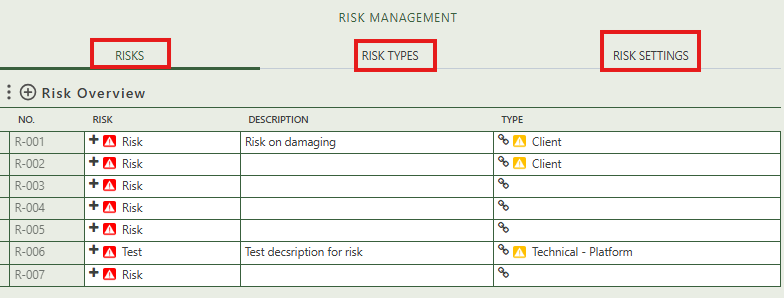 RISK MANAGEMENT
RISKS RISK TYPES RISK SETTINGS
Risk Overview
NO. RISK DESCRIPTION TYPE
R-001 Risk Risk on damaging Client
R-002 Risk Client
R-003 Risk
R-004 Risk
R-005 Risk
R-006 Test Test decsription for risk Technical - Platform
R-007 Risk